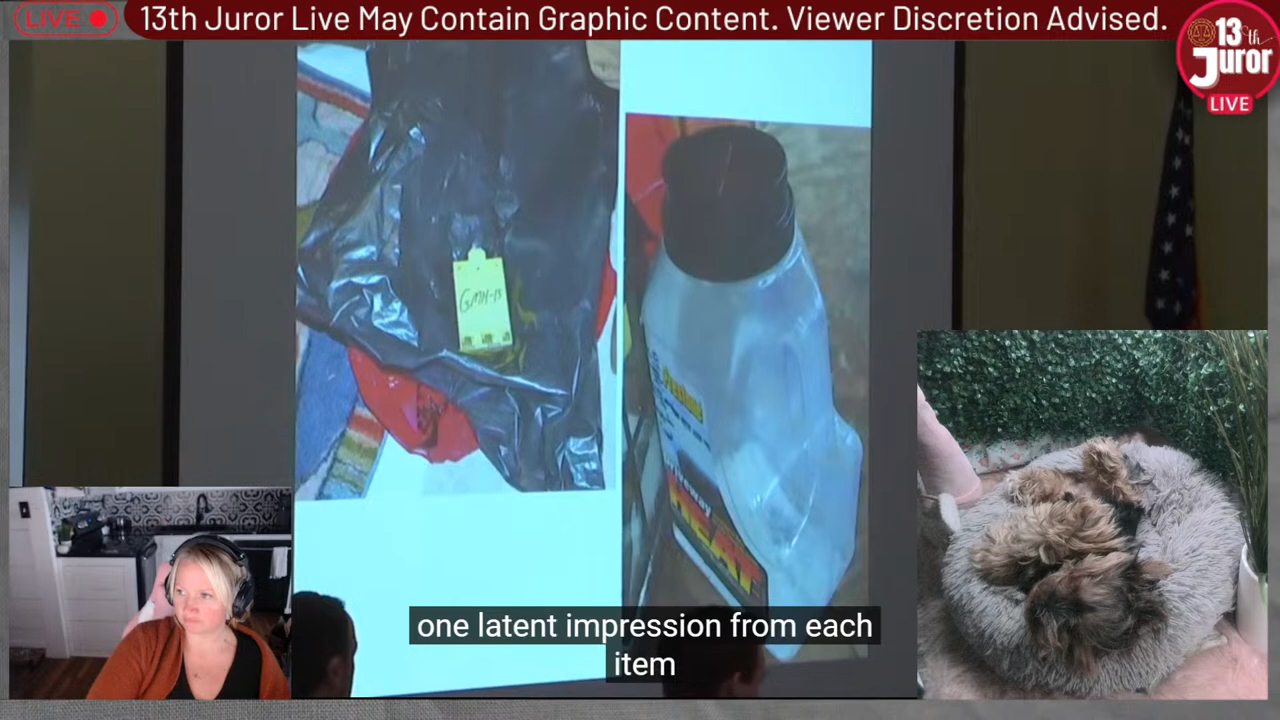 LIVE
13th Juror Live May Contain Graphic Content. Viewer Discretion Advised.
13th
Juror
LIVE
GMH-15
HEAT
one latent impression from each
item